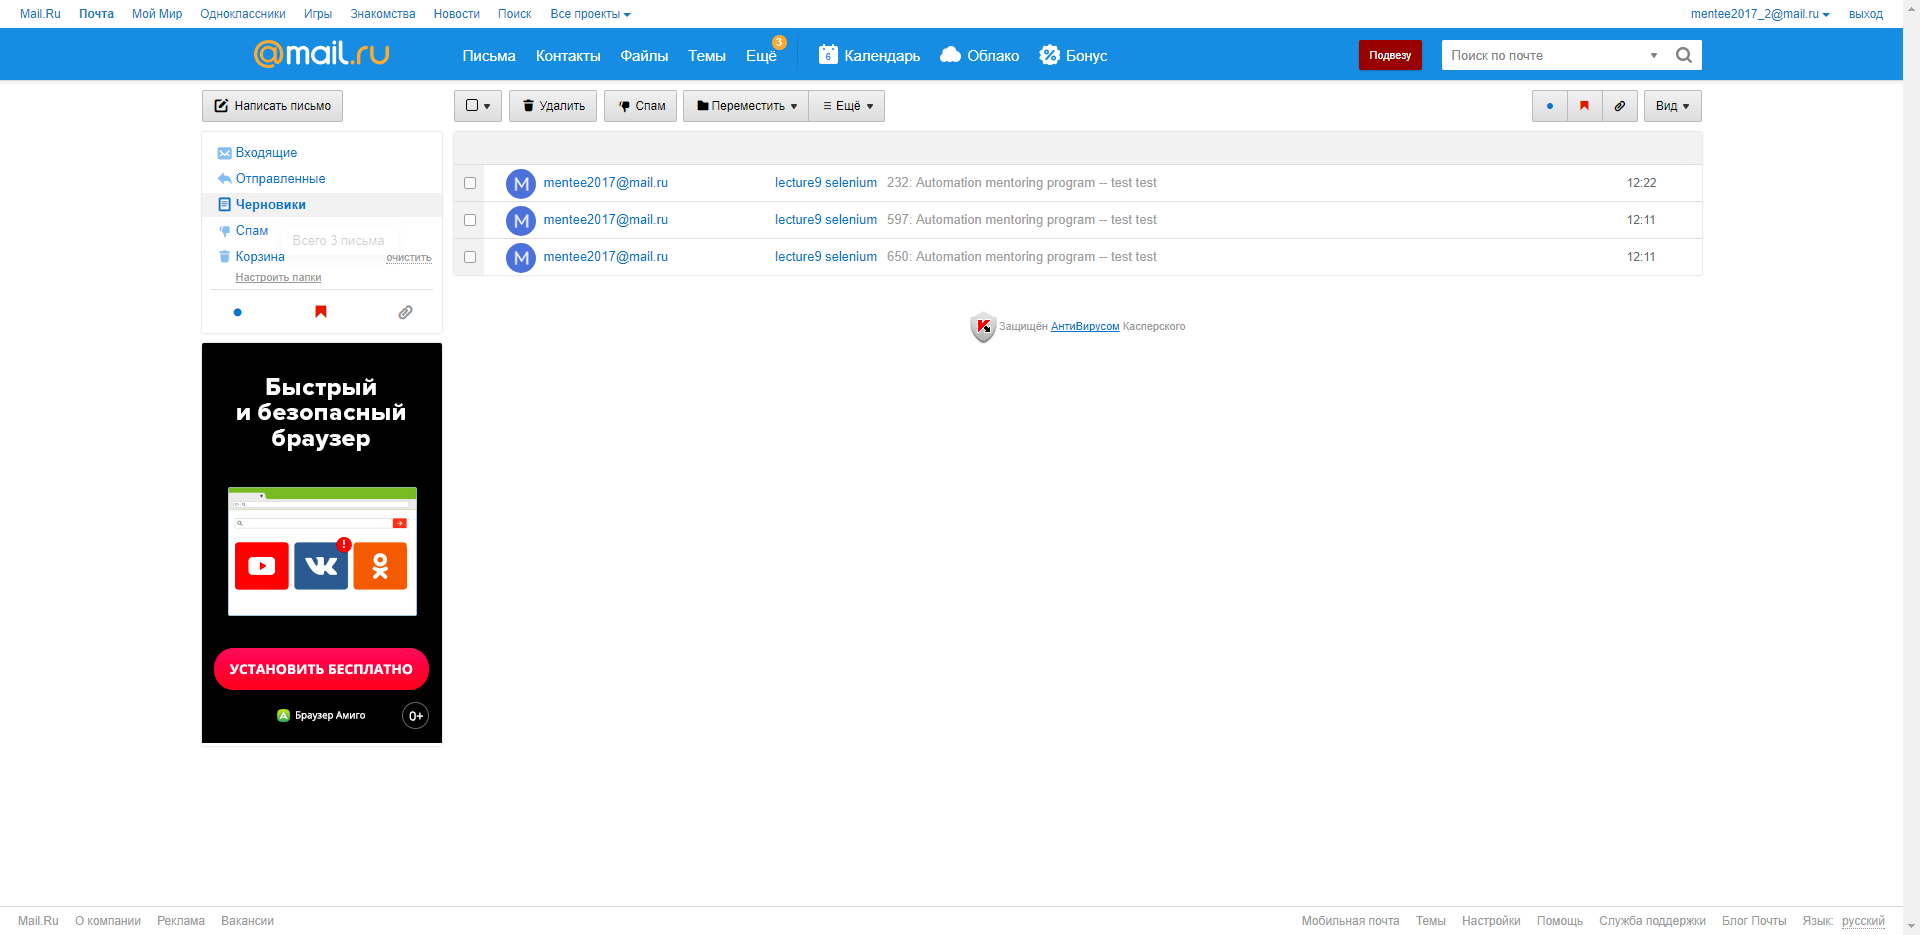 Mail.Ru Почта Мой Мир Одноклассники Игры Знакомства Новости Поиск Все проекты mentee2017_2@mail.ru выход
@mail.ru Письма Контакты Файлы Темы Ещё 3 6 Календарь Облако Бонус Подвезу Поиск по почте
Написать письмо Удалить Спам Переместить Ещё Вид
Входящие
Отправленные
Черновики
Спам
Всего 3 письма
Корзина очистить
Настроить папки
M mentee2017@mail.ru lecture9 selenium 232: Automation mentoring program -- test test 12:22
M mentee2017@mail.ru lecture9 selenium 597: Automation mentoring program -- test test 12:11
M mentee2017@mail.ru lecture9 selenium 650: Automation mentoring program -- test test 12:11
Защищён АнтиВирусом Касперского
Быстрый
и безопасный
браузер
УСТАНОВИТЬ БЕСПЛАТНО
Браузер Амиго 0+
Mail.Ru О компании Реклама Вакансии Мобильная почта Темы Настройки Помощь Служба поддержки Блог Почты Язык: русский